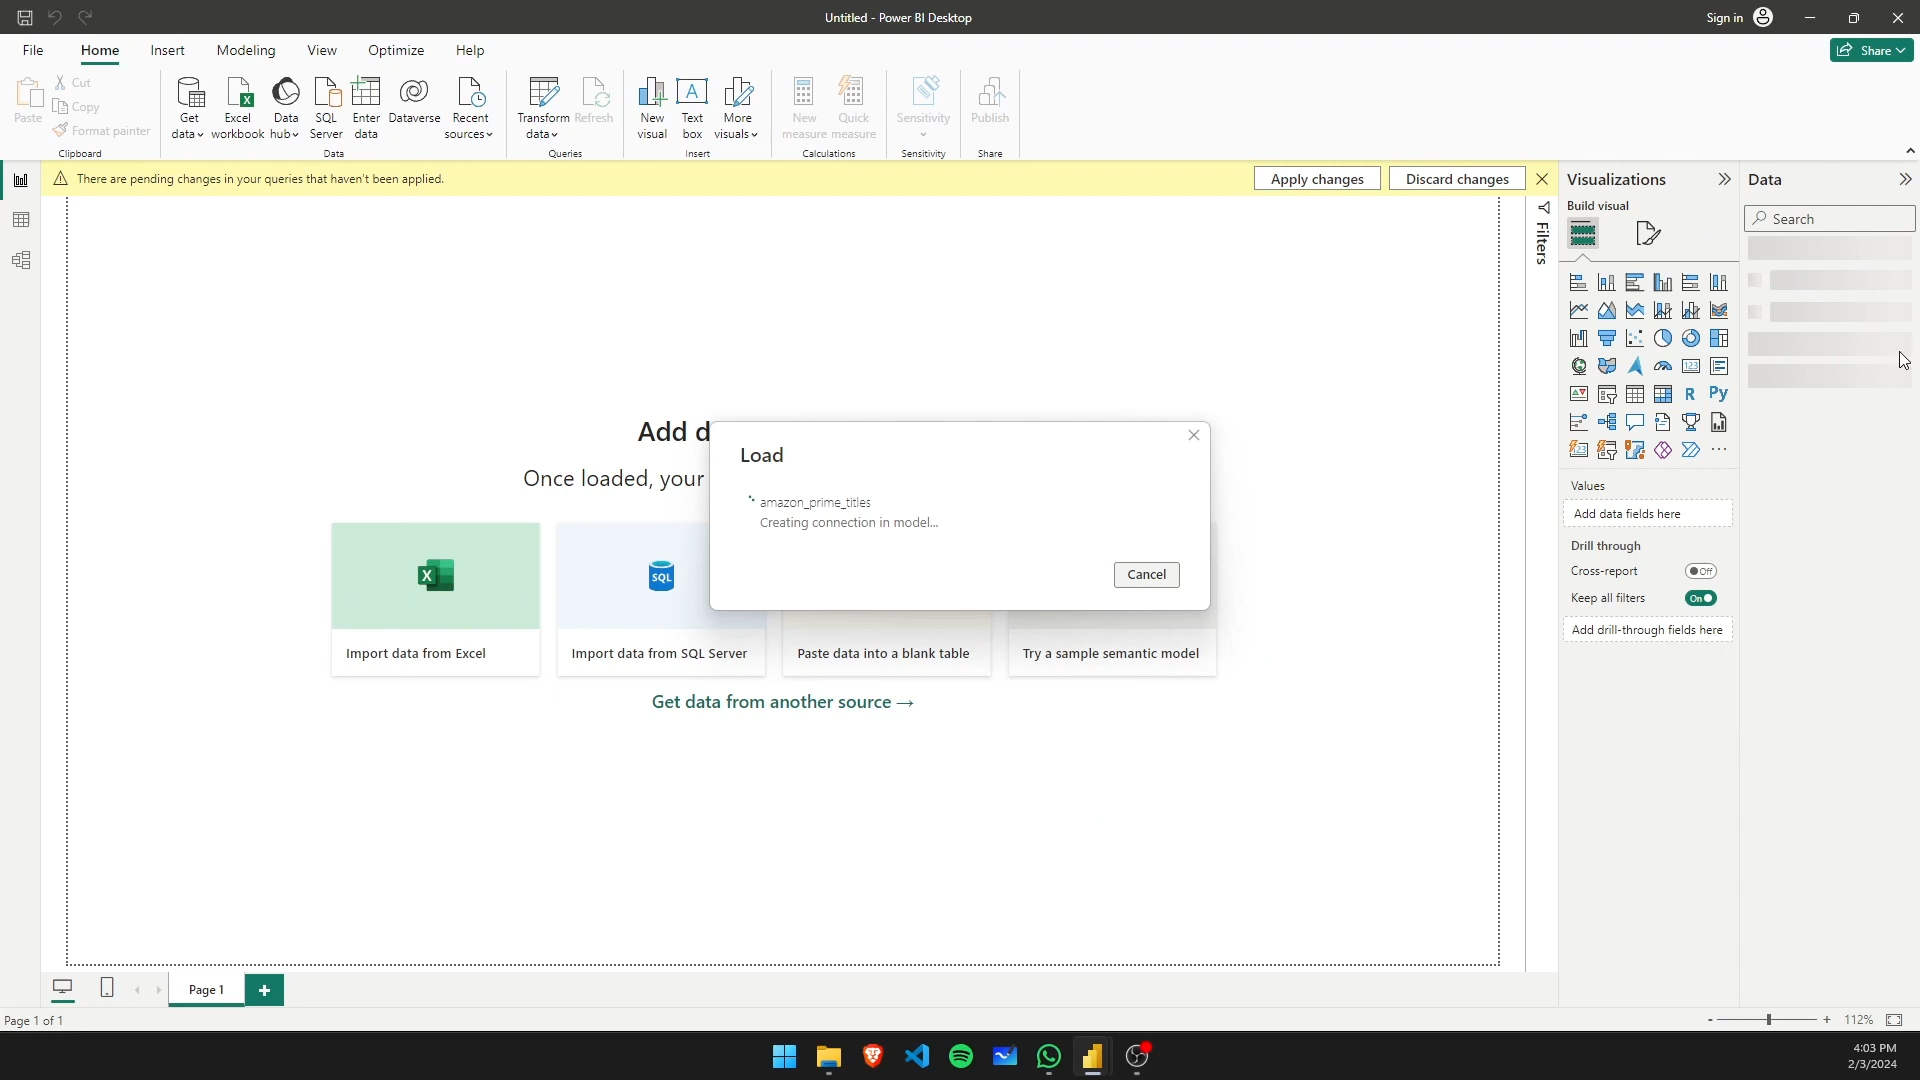 Untitled - Power BI Desktop
Sign in
File
Home
Insert
Modeling
View
Optimize
Help
Share
Paste
Cut
Copy
Format painter
Clipboard
Get data
Excel workbook
Data hub
SQL Server
Enter data
Dataverse
Recent sources
Data
Transform data
Refresh
Queries
New visual
A
Text box
More visuals
Insert
New measure
Quick measure
Calculations
Sensitivity
Sensitivity
Publish
Share
There are pending changes in your queries that haven't been applied.
Apply changes
Discard changes
Filters
Visualizations
Build visual
123
R
Py
123
Values
Add data fields here
Drill through
Cross-report
Off
Keep all filters
On
Add drill-through fields here
Data
Search
Add d
Once loaded, your
Load
amazon_prime_titles
Creating connection in model...
Cancel
X
SQL
Import data from Excel
Import data from SQL Server
Paste data into a blank table
Try a sample semantic model
Get data from another source →
Page 1
+
Page 1 of 1
- + 112%
4:03 PM
2/3/2024